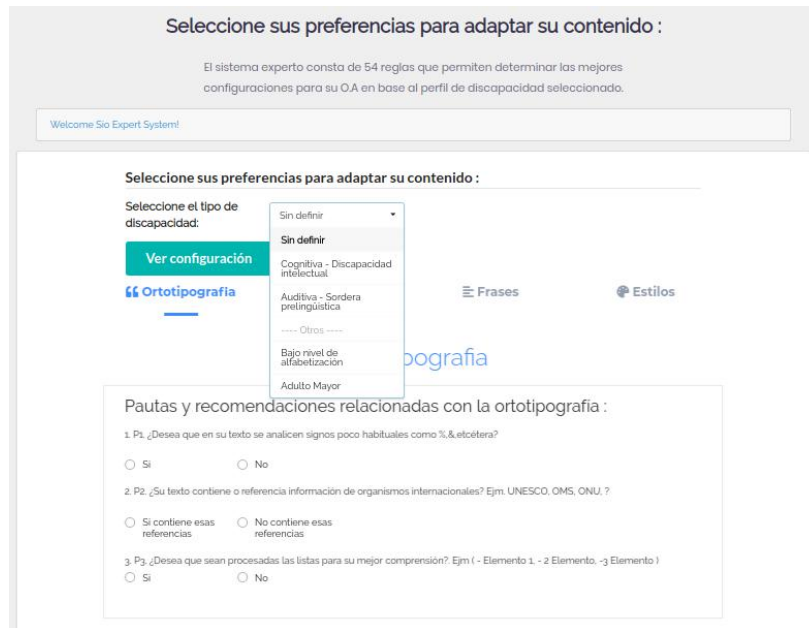 Seleccione sus preferencias para adaptar su contenido :
El sistema experto consta de 54 reglas que permiten determinar las mejores
configuraciones para su O.A en base al perfil de discapacidad seleccionado.
Welcome Sio Expert System!
Seleccione sus preferencias para adaptar su contenido :
Seleccione el tipo de
discapacidad:
Sin definir
Sin definir
Cognitiva - Discapacidad
intelectual
Auditiva - Sordera
prelingüistica
---- Otros ----
Bajo nivel de
alfabetización
Adulto Mayor
Ver configuración
Ortotipografia
Frases
Estilos
pografia
Pautas y recomendaciones relacionadas con la ortotipografía :
1. P1. ¿Desea que en su texto se analicen signos poco habituales como %,&,etcétera?
Si No
2. P2. ¿Su texto contiene o referencia información de organismos internacionales? Ejm. UNESCO, OMS, ONU, ?
Si contiene esas
referencias
No contiene esas
referencias
3. P3. ¿Desea que sean procesadas las listas para su mejor comprensión?. Ejm ( - Elemento 1, - 2 Elemento, -3 Elemento )
Si No